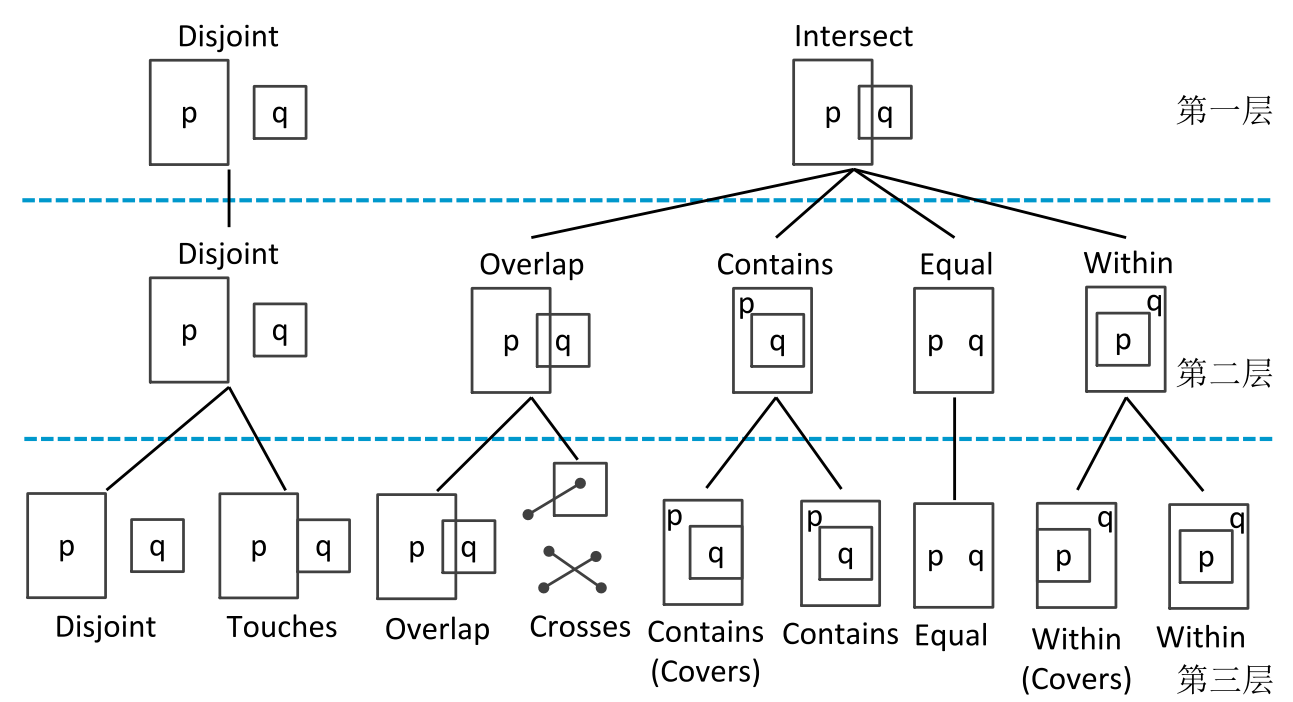 Disjoint
Intersect
p
q
p
q
第一层
Disjoint
Overlap
Contains
Equal
Within
p
q
p
q
p
q
p
q
q
p
第二层
p
q
p
q
p
q
p
q
p
q
p
q
q
p
q
p
Disjoint
Touches
Overlap
Crosses
Contains
(Covers)
Contains
Equal
Within
(Covers)
Within
第三层